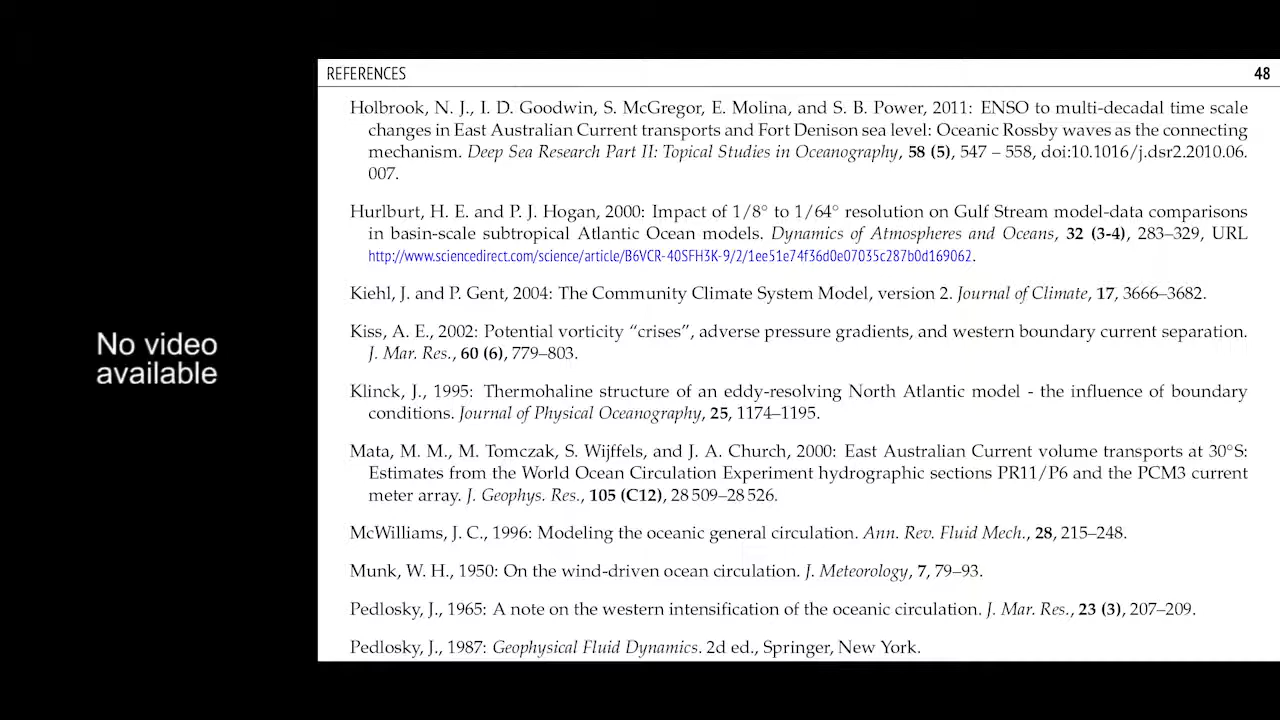 No video
available
REFERENCES 48
Holbrook, N. J., I. D. Goodwin, S. McGregor, E. Molina, and S. B. Power, 2011: ENSO to multi-decadal time scale
changes in East Australian Current transports and Fort Denison sea level: Oceanic Rossby waves as the connecting
mechanism. Deep Sea Research Part II: Topical Studies in Oceanography, 58 (5), 547 – 558, doi:10.1016/j.dsr2.2010.06.
007.
Hurlburt, H. E. and P. J. Hogan, 2000: Impact of 1/8° to 1/64° resolution on Gulf Stream model-data comparisons
in basin-scale subtropical Atlantic Ocean models. Dynamics of Atmospheres and Oceans, 32 (3-4), 283–329, URL
http://www.sciencedirect.com/science/article/B6VCR-40SFH3K-9/2/1ee51e74f36d0e07035c287b0d169062.
Kiehl, J. and P. Gent, 2004: The Community Climate System Model, version 2. Journal of Climate, 17, 3666–3682.
Kiss, A. E., 2002: Potential vorticity “crises”, adverse pressure gradients, and western boundary current separation.
J. Mar. Res., 60 (6), 779–803.
Klinck, J., 1995: Thermohaline structure of an eddy-resolving North Atlantic model - the influence of boundary
conditions. Journal of Physical Oceanography, 25, 1174–1195.
Mata, M. M., M. Tomczak, S. Wijffels, and J. A. Church, 2000: East Australian Current volume transports at 30°S:
Estimates from the World Ocean Circulation Experiment hydrographic sections PR11/P6 and the PCM3 current
meter array. J. Geophys. Res., 105 (C12), 28 509–28 526.
McWilliams, J. C., 1996: Modeling the oceanic general circulation. Ann. Rev. Fluid Mech., 28, 215–248.
Munk, W. H., 1950: On the wind-driven ocean circulation. J. Meteorology, 7, 79–93.
Pedlosky, J., 1965: A note on the western intensification of the oceanic circulation. J. Mar. Res., 23 (3), 207–209.
Pedlosky, J., 1987: Geophysical Fluid Dynamics. 2d ed., Springer, New York.